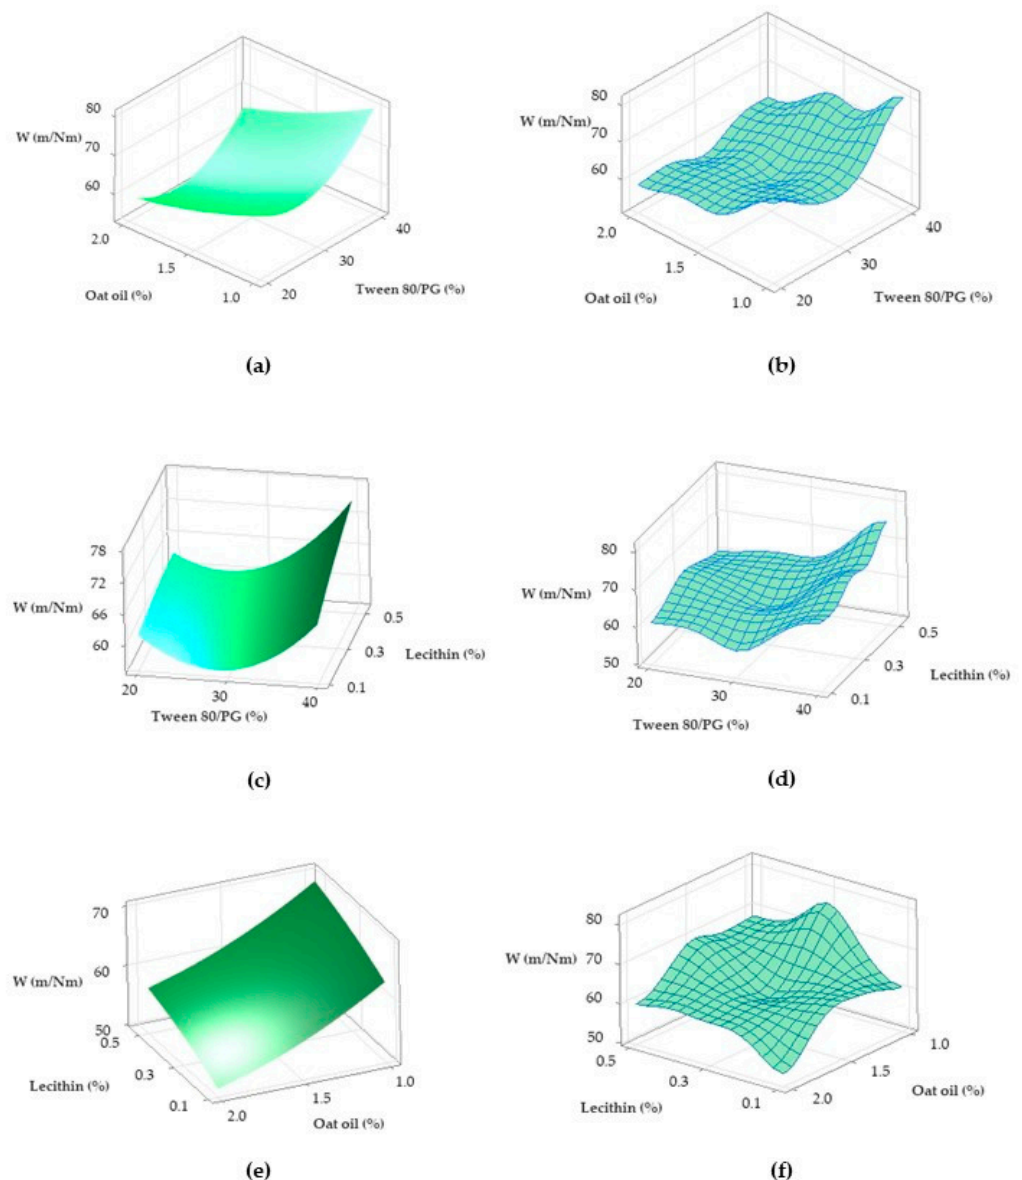 80
W (m/Nm)
70
60
2.0
1.5
1.0
Oat oil (%)
20
30
40
Tween 80/PG (%)
(a)
80
W (m/Nm)
70
60
2.0
1.5
1.0
Oat oil (%)
20
30
40
Tween 80/PG (%)
(b)
78
72
W (m/Nm)
66
60
20
30
40
Tween 80/PG (%)
0.5
0.3
0.1
Lecithin (%)
(c)
80
70
W (m/Nm)
60
50
20
30
40
Tween 80/PG (%)
0.5
0.3
0.1
Lecithin (%)
(d)
70
W (m/Nm)
60
50
0.5
0.3
0.1
Lecithin (%)
2.0
1.5
1.0
Oat oil (%)
(e)
80
W (m/Nm)
70
60
50
0.5
0.3
0.1
Lecithin (%)
2.0
1.5
1.0
Oat oil (%)
(f)